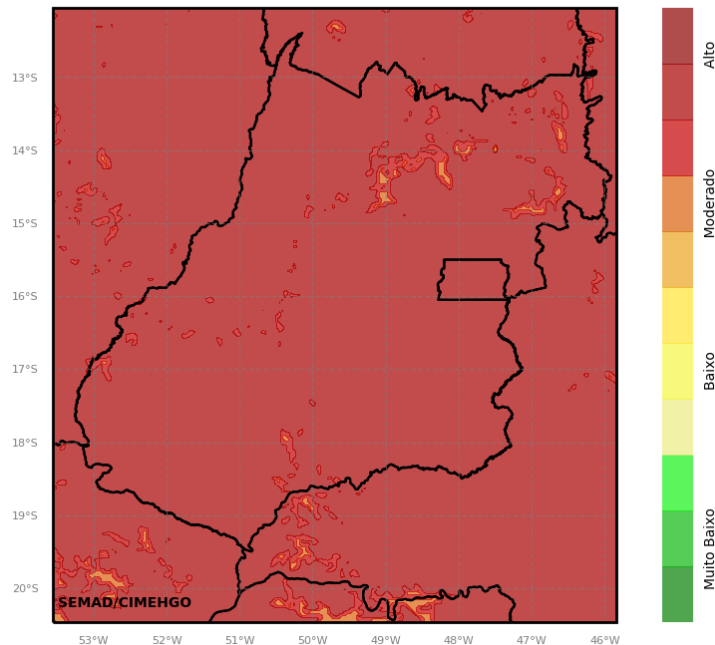 13°S
14°S
15°S
16°S
17°S
18°S
19°S
20°S
SEMAD/CIMEHGO
53°W
52°W
51°W
50°W
49°W
48°W
47°W
46°W
Alto
Moderado
Baixo
Muito Baixo